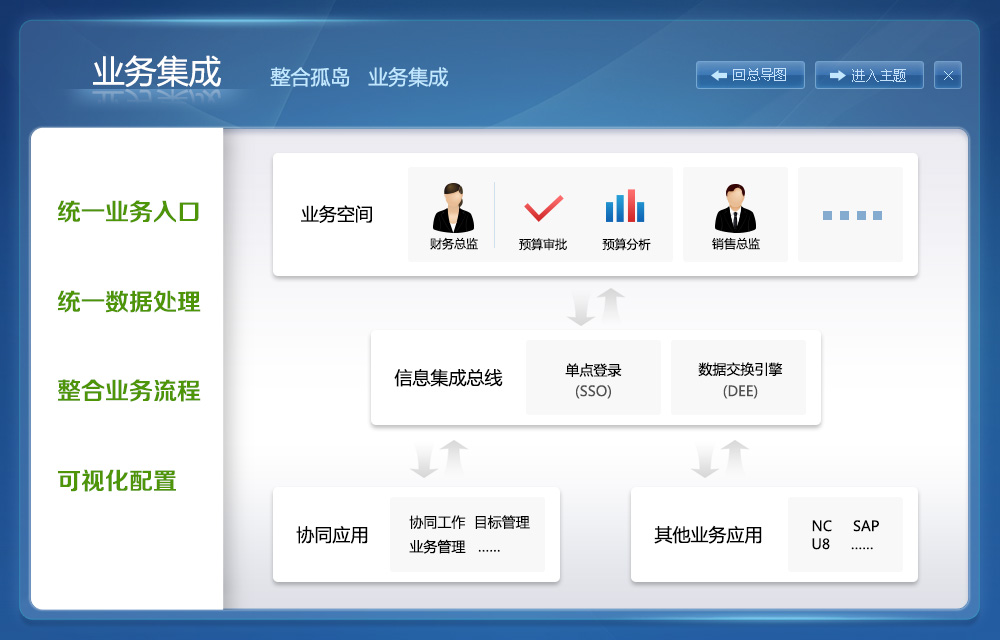 业务集成
整合孤岛 业务集成
回总导图
进入主题
统一业务入口
统一数据处理
整合业务流程
可视化配置
业务空间
财务总监
预算审批
预算分析
销售总监
信息集成总线
单点登录
(SSO)
数据交换引擎
(DEE)
协同应用
协同工作 目标管理
业务管理 ......
其他业务应用
NC SAP
U8 ......